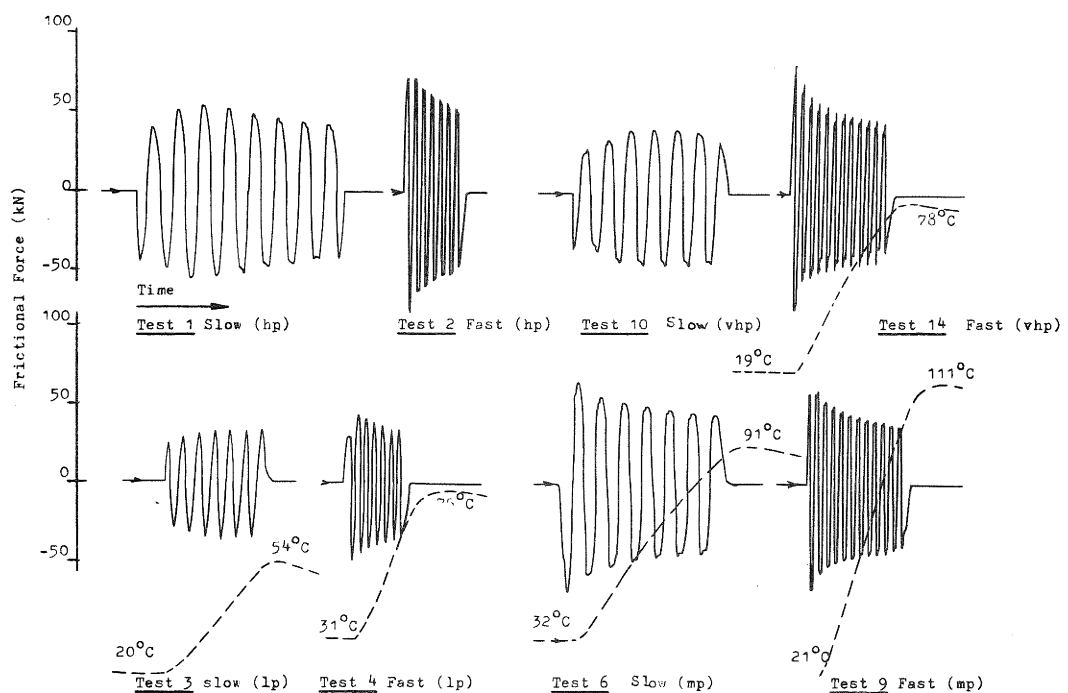 Frictional Force (kN)
100
50
0
-50
Time
Test 1 Slow (hp)
Test 2 Fast (hp)
Test 10 Slow (vhp)
Test 14 Fast (vhp)
78°C
19°C
100
50
0
-50
20°C
54°C
31°C
32°C
91°C
21°C
111°C
Test 3 slow (lp)
Test 4 Fast (lp)
Test 6 Slow (mp)
Test 9 Fast (mp)